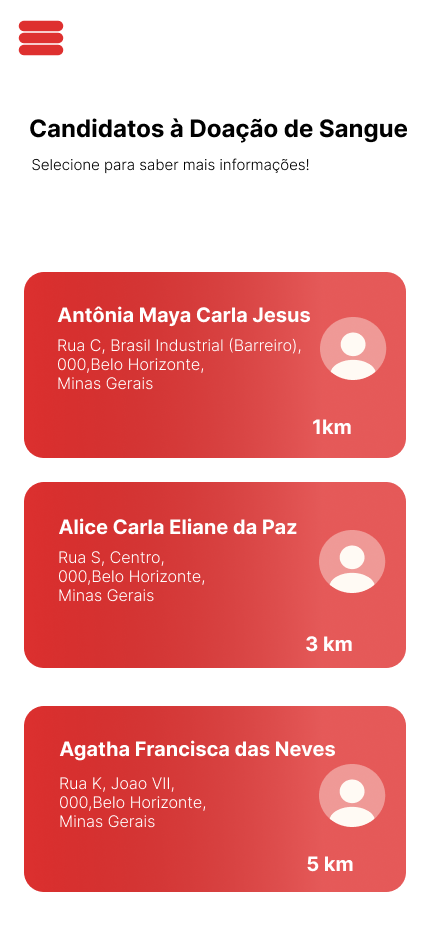 Candidatos à Doação de Sangue
Selecione para saber mais informações!
Antônia Maya Carla Jesus
Rua C, Brasil Industrial (Barreiro),
000,Belo Horizonte,
Minas Gerais
1km
Alice Carla Eliane da Paz
Rua S, Centro,
000,Belo Horizonte,
Minas Gerais
3 km
Agatha Francisca das Neves
Rua K, Joao VII,
000,Belo Horizonte,
Minas Gerais
5 km